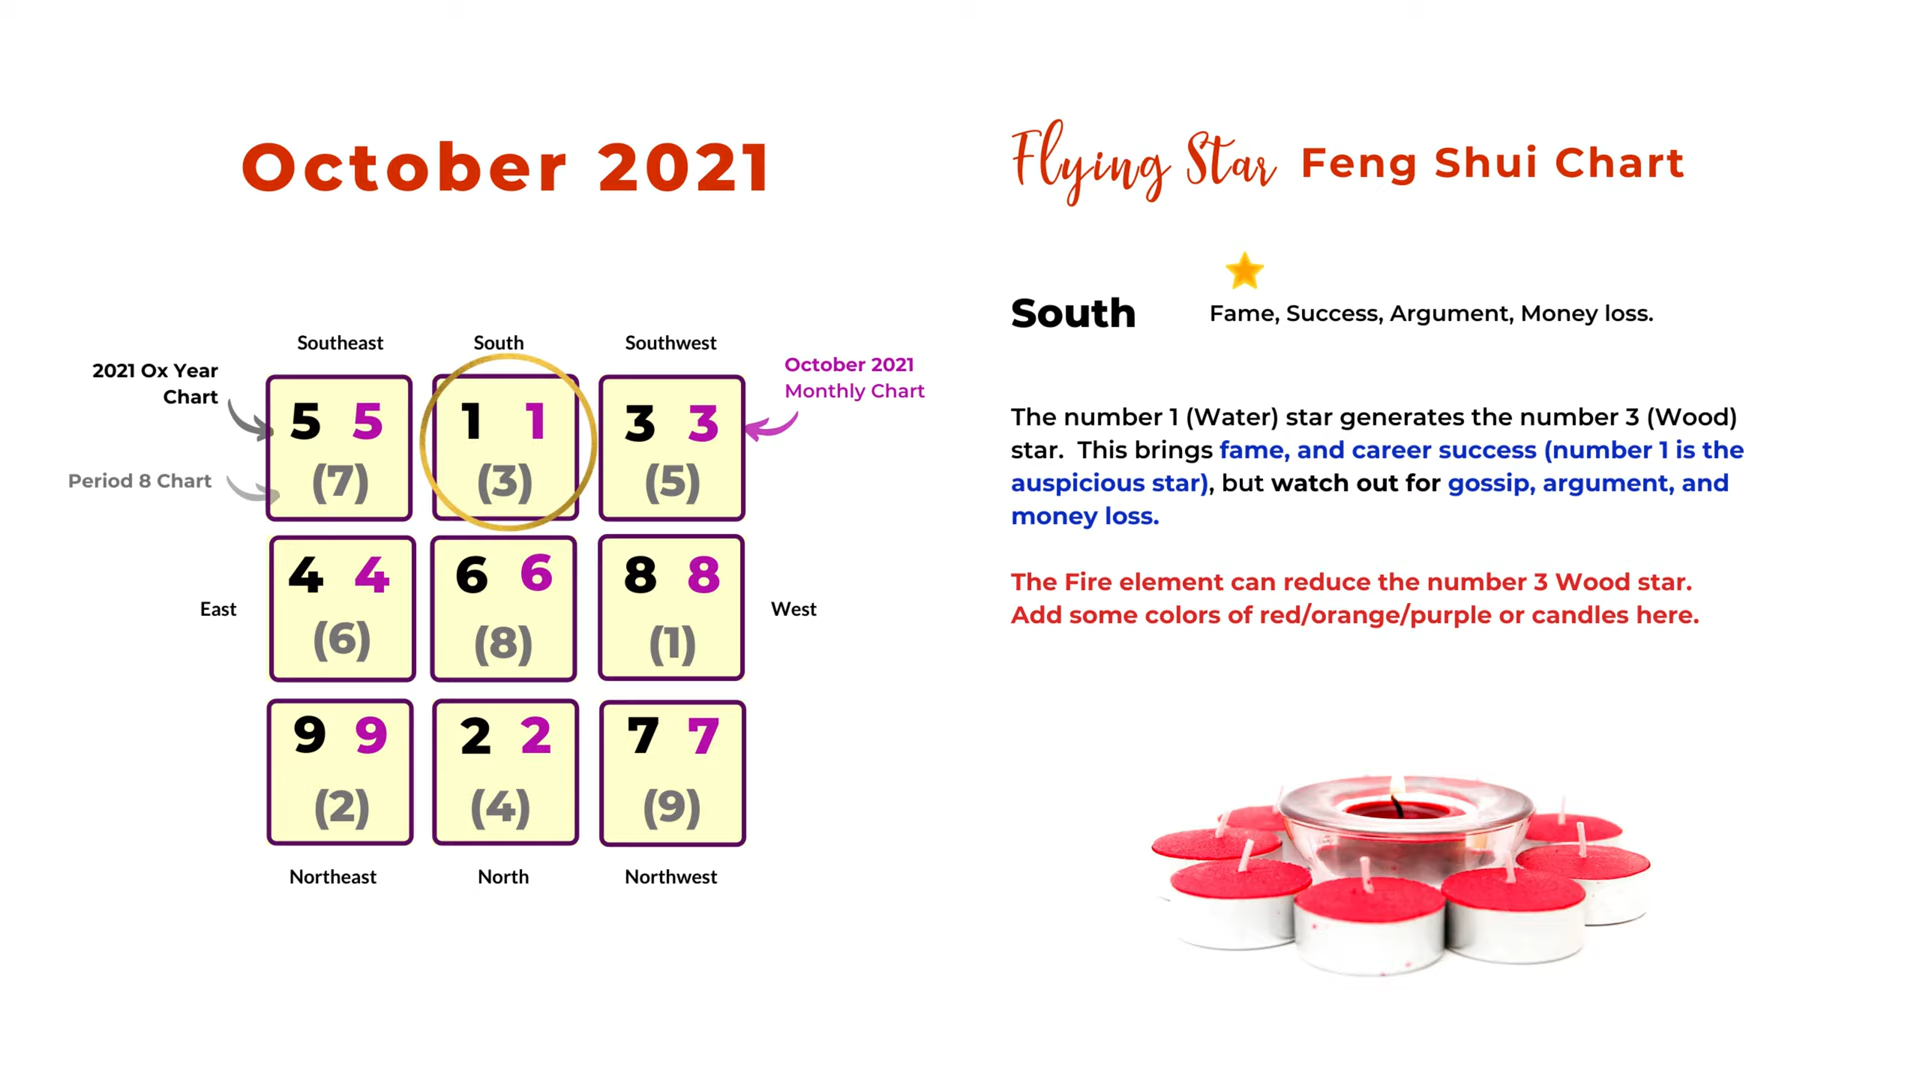 October 2021
Flying Star Feng Shui Chart
South
Fame, Success, Argument, Money loss.
Southeast
South
Southwest
2021 Ox Year
Chart
October 2021
Monthly Chart
Period 8 Chart
5 5
(7)
1 1
(3)
3 3
(5)
East
4 4
(6)
6 6
(8)
8 8
(1)
West
9 9
(2)
2 2
(4)
7 7
(9)
Northeast
North
Northwest
The number 1 (Water) star generates the number 3 (Wood)
star. This brings fame, and career success (number 1 is the
auspicious star), but watch out for gossip, argument, and
money loss.
The Fire element can reduce the number 3 Wood star.
Add some colors of red/orange/purple or candles here.